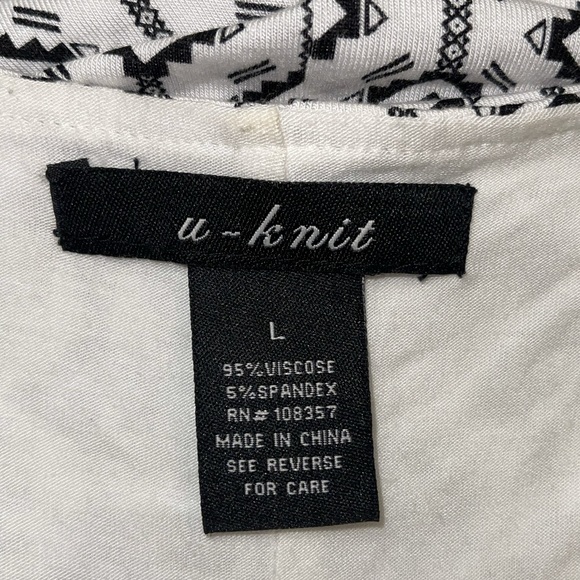 u-knit
L
95%VISCOSE
5%SPANDEX
RN# 108357
MADE IN CHINA
SEE REVERSE
FOR CARE